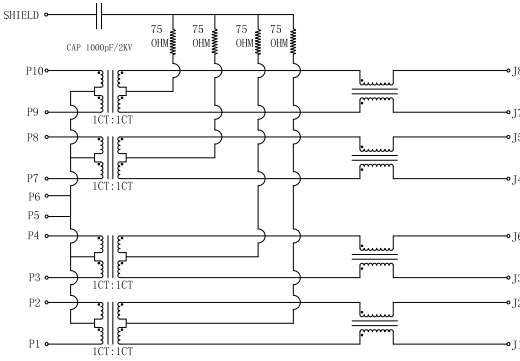 SHIELD
75 OHM
75 OHM
75 OHM
75 OHM
CAP 1000pF/2KV
P10
J8
P9
J7
1CT:1CT
P8
J5
P7
J4
1CT:1CT
P6
P5
P4
J6
P3
J3
1CT:1CT
P2
J2
P1
J1
1CT:1CT